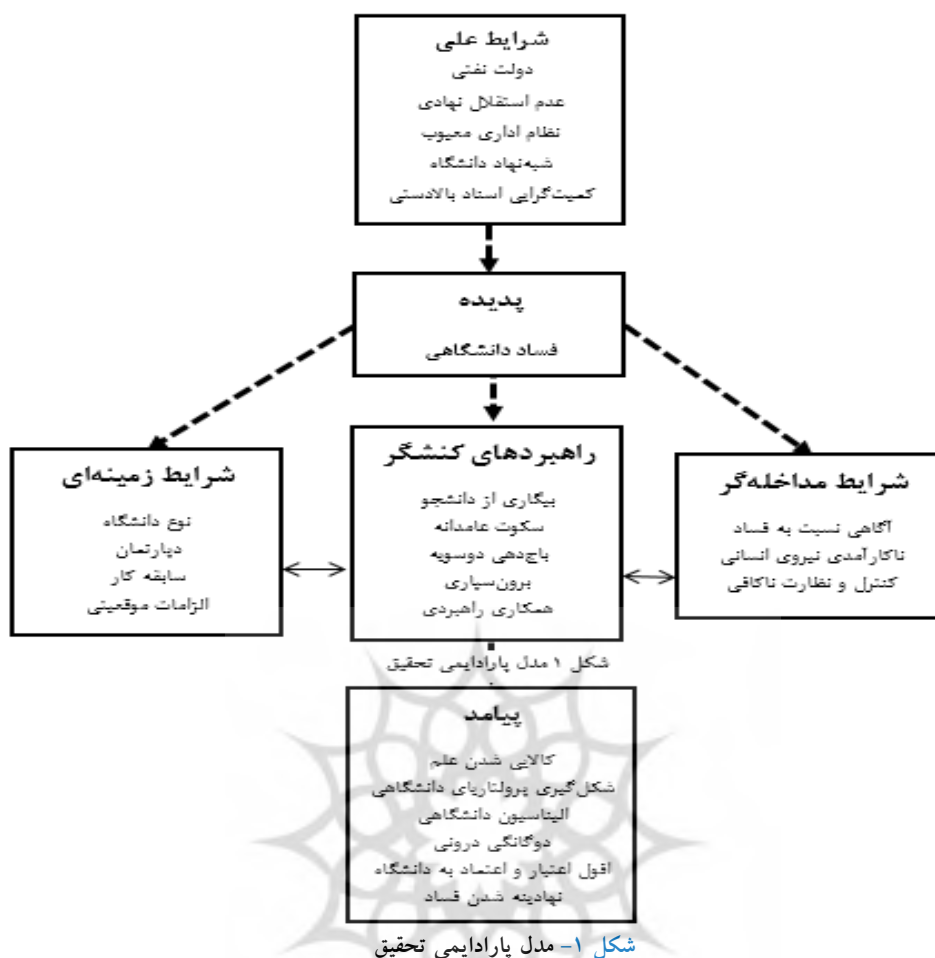 شرایط علی
دولت نفتی
عدم استقلال نهادی
نظام اداری معیوب
شبه‌نهاد دانشگاه
کمیت‌گرایی اسناد بالادستی
پدیده
فساد دانشگاهی
شرایط زمینه‌ای
نوع دانشگاه
دپارتمان
سابقه کار
الزامات موقعیتی
راهبردهای کنشگر
بیگاری از دانشجو
سکوت عامدانه
باج‌دهی دوسویه
برون‌سپاری
همکاری راهبردی
شرایط مداخله‌گر
آگاهی نسبت به فساد
ناکارآمدی نیروی انسانی
کنترل و نظارت ناکافی
شکل ۱ مدل پارادایمی تحقیق
پیامد
کالایی شدن علم
شکل‌گیری پرولتاریای دانشگاهی
الیناسیون دانشگاهی
دوگانگی درونی
افول اعتبار و اعتماد به دانشگاه
نهادینه شدن فساد
شکل ۱- مدل پارادایمی تحقیق